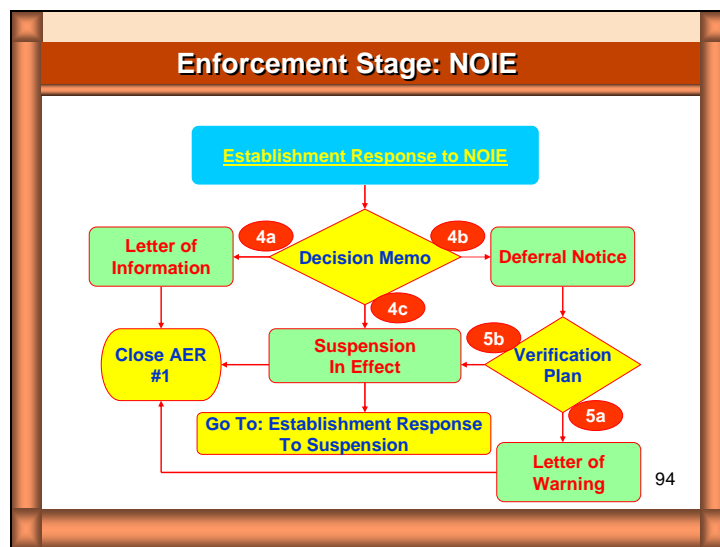 Enforcement Stage: NOIE
Establishment Response to NOIE
4a
4b
Letter of
Information
Decision Memo
Deferral Notice
4c
5b
Close AER
#1
Suspension
In Effect
Verification
Plan
5a
Go To: Establishment Response
To Suspension
Letter of
Warning
94